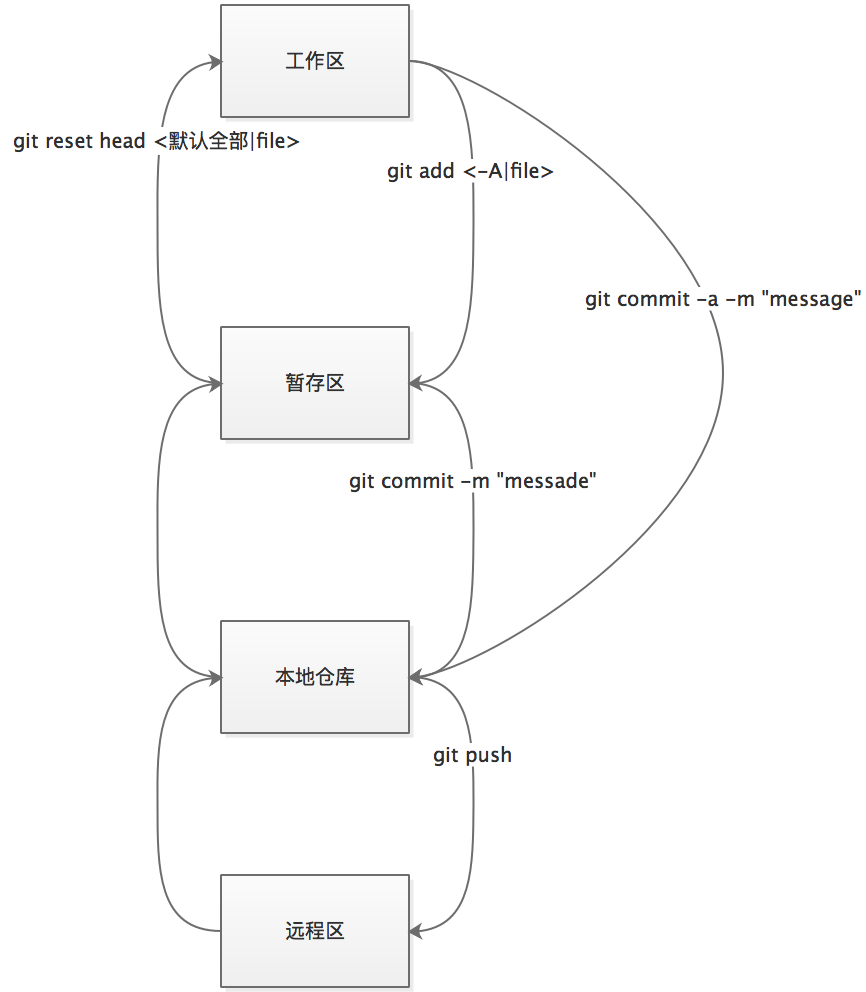 工作区
git reset head <默认全部|file>
git add <-A|file>
git commit -a -m "message"
暂存区
git commit -m "messade"
本地仓库
git push
远程区